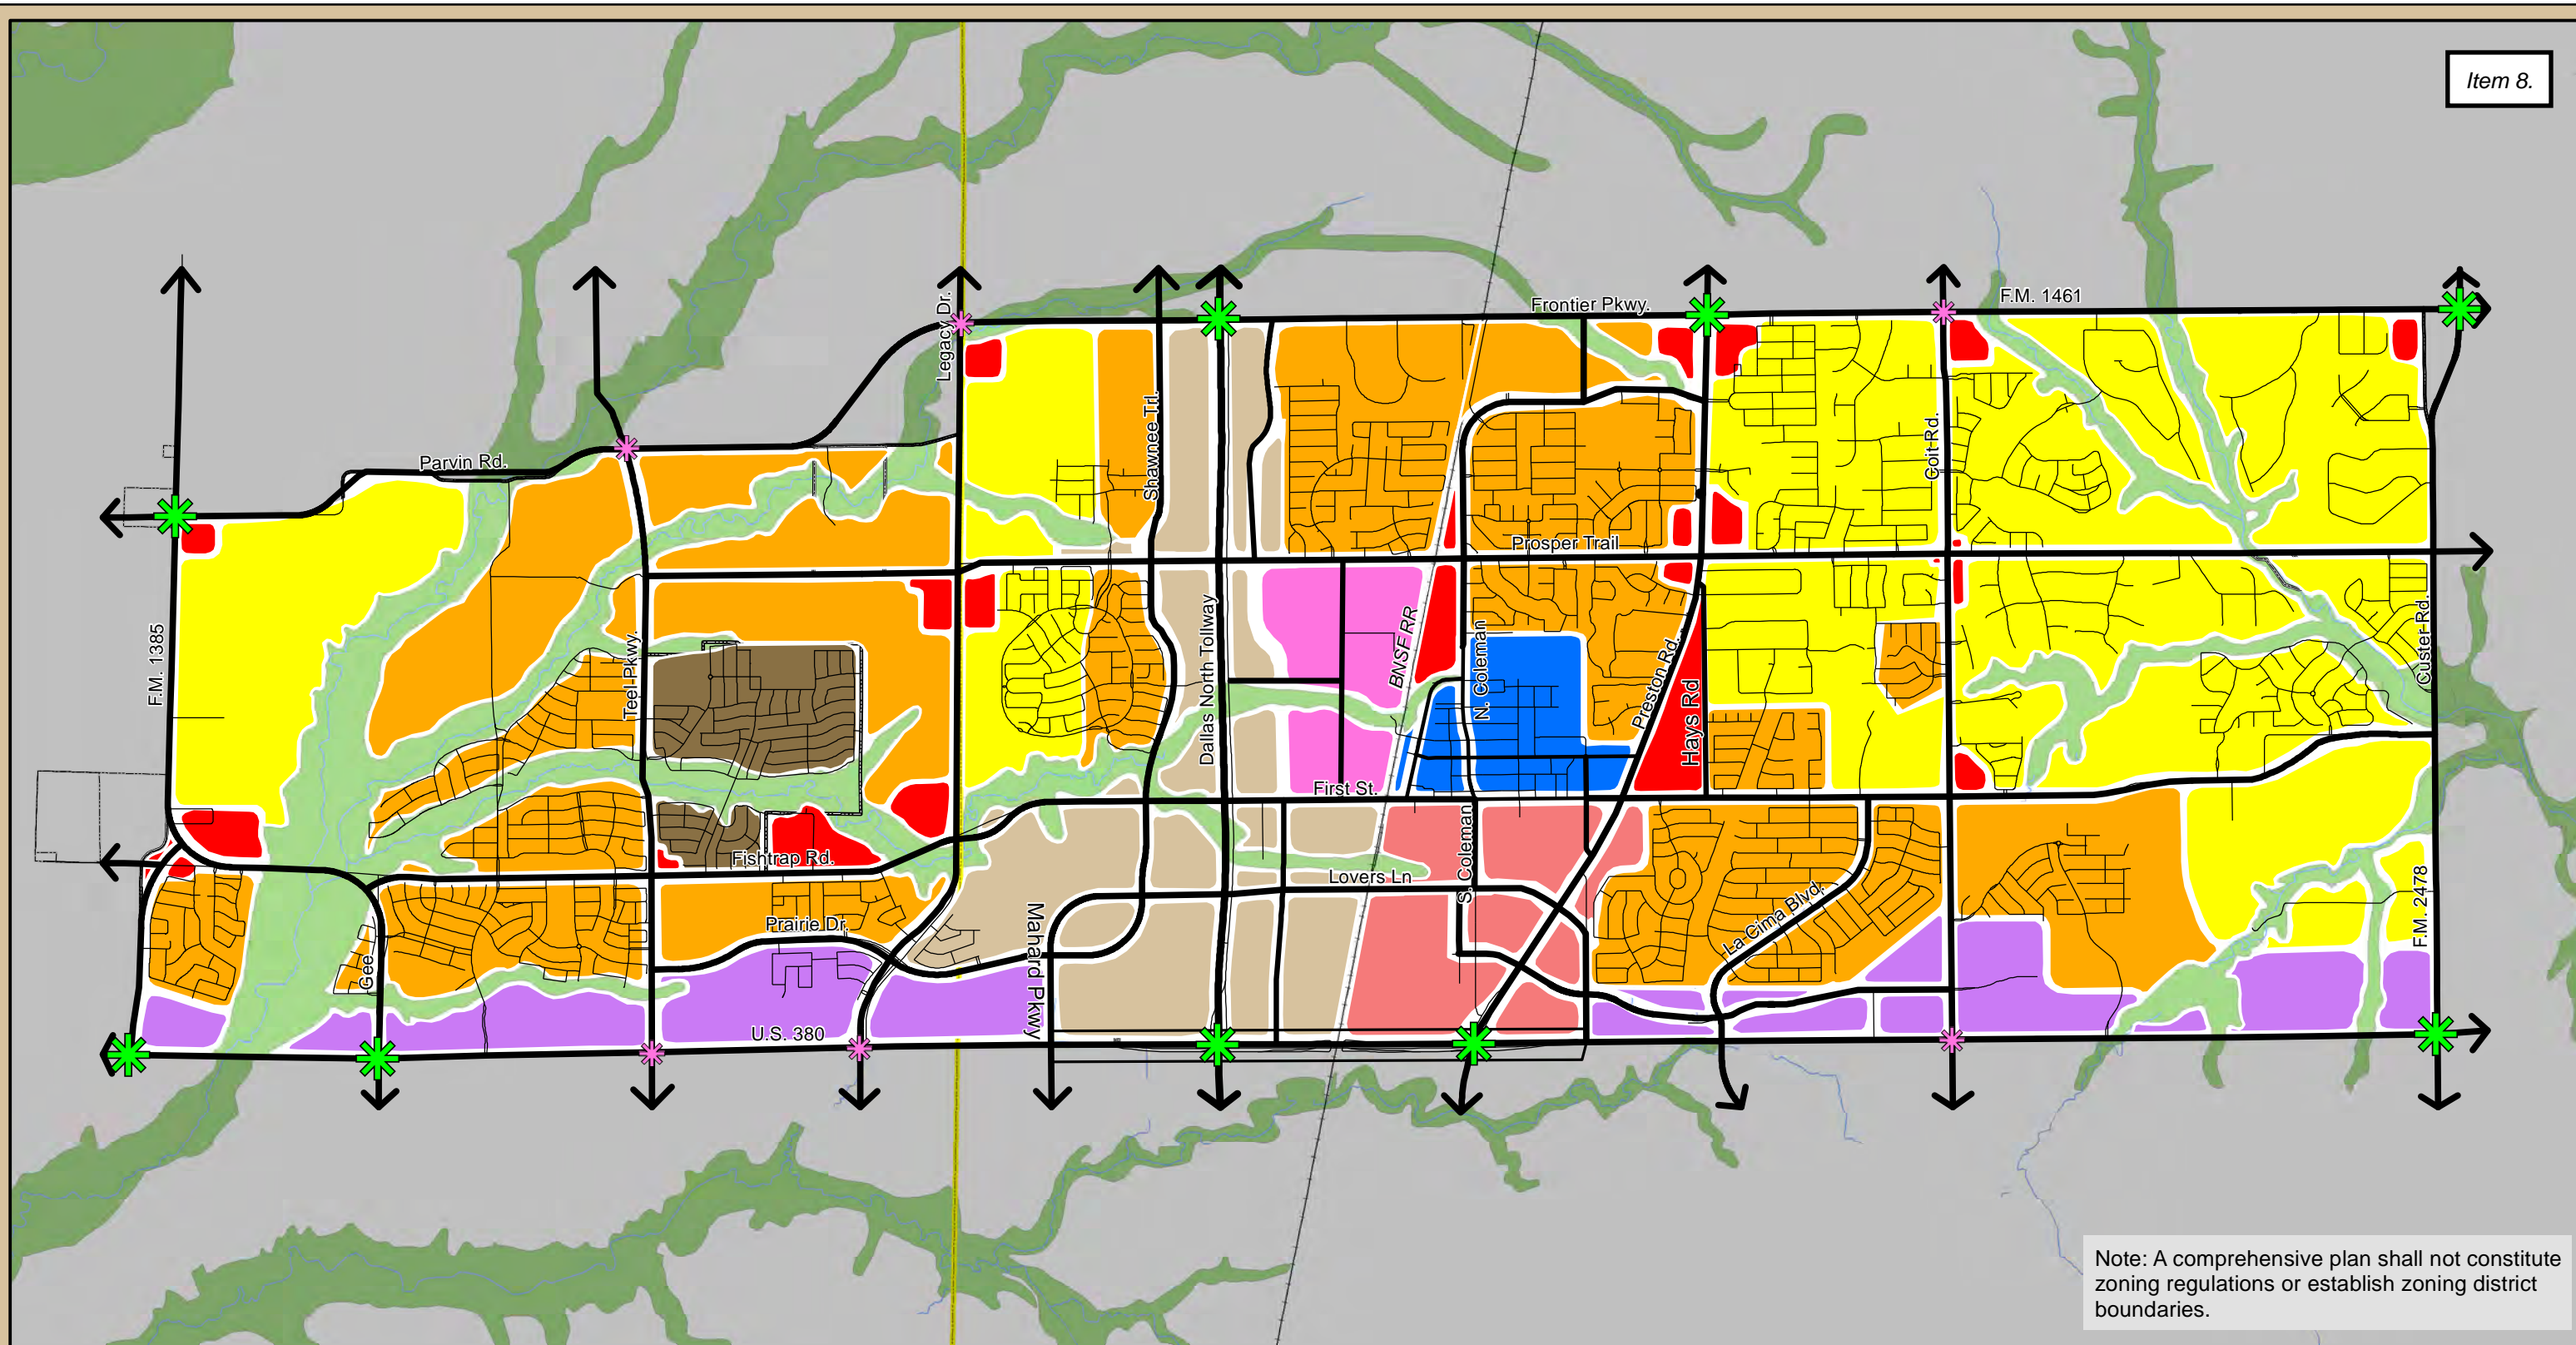 Item 8.
Legacy Dr.
Frontier Pkwy.
F.M. 1461
Shawnee Trl.
Parvin Rd.
Coit Rd.
Prosper Trail
F.M. 1385
Teel Pkwy.
Dallas North Tollway
BNSF RR
N. Coleman
Preston Rd.
Hays Rd
Custer Rd.
First St.
Fishtrap Rd.
Lovers Ln
S. Coleman
La Cima Blvd.
F.M. 2478
Prairie Dr.
Gee
Mahard Pkwy
U.S. 380
Note: A comprehensive plan shall not constitute
zoning regulations or establish zoning district
boundaries.